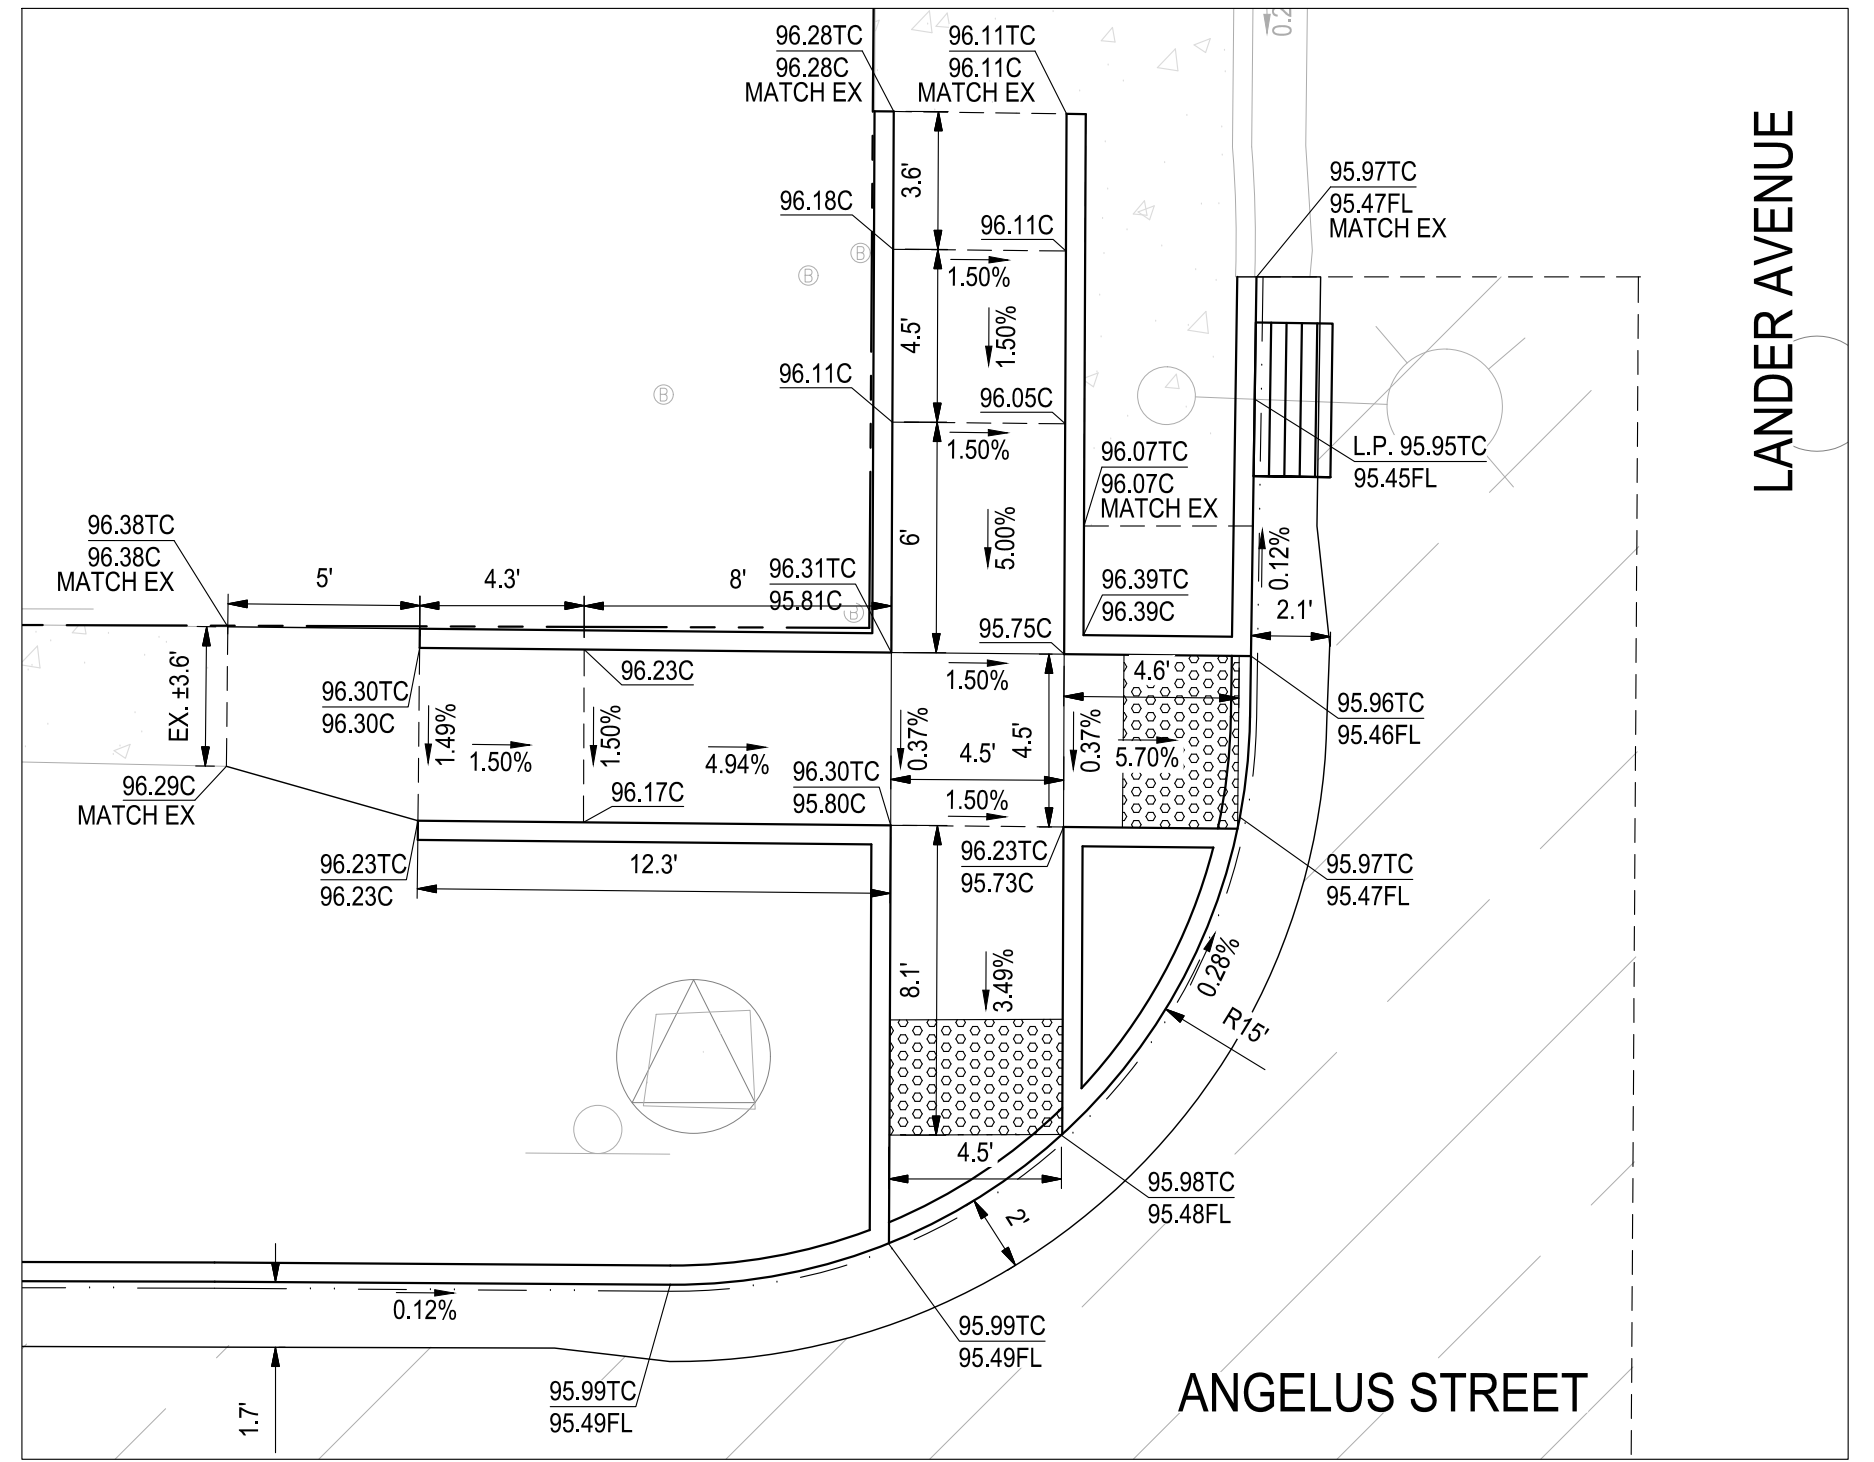 96.28TC
96.28C
MATCH EX
96.11TC
96.11C
MATCH EX
LANDER AVENUE
95.97TC
95.47FL
MATCH EX
3.6'
96.18C
96.11C
1.50%
B
B
4.5'
1.50%
96.11C
96.05C
1.50%
B
96.07TC
96.07C
MATCH EX
L.P. 95.95TC
95.45FL
96.38TC
96.38C
MATCH EX
5'
4.3'
8'
6'
5.00%
96.31TC
95.81C
B
96.39TC
96.39C
0.12%
2.1'
95.75C
EX. ±3.6'
96.30TC
96.30C
96.23C
1.50%
4.6'
95.96TC
95.46FL
1.49%
1.50%
1.50%
4.94%
0.37%
4.5'
4.5'
0.37%
5.70%
96.29C
MATCH EX
96.17C
96.30TC
95.80C
1.50%
96.23TC
96.23C
12.3'
96.23TC
95.73C
95.97TC
95.47FL
8.1'
3.49%
0.28%
R15'
4.5'
95.98TC
95.48FL
2'
0.12%
95.99TC
95.49FL
95.99TC
95.49FL
1.7'
ANGELUS STREET